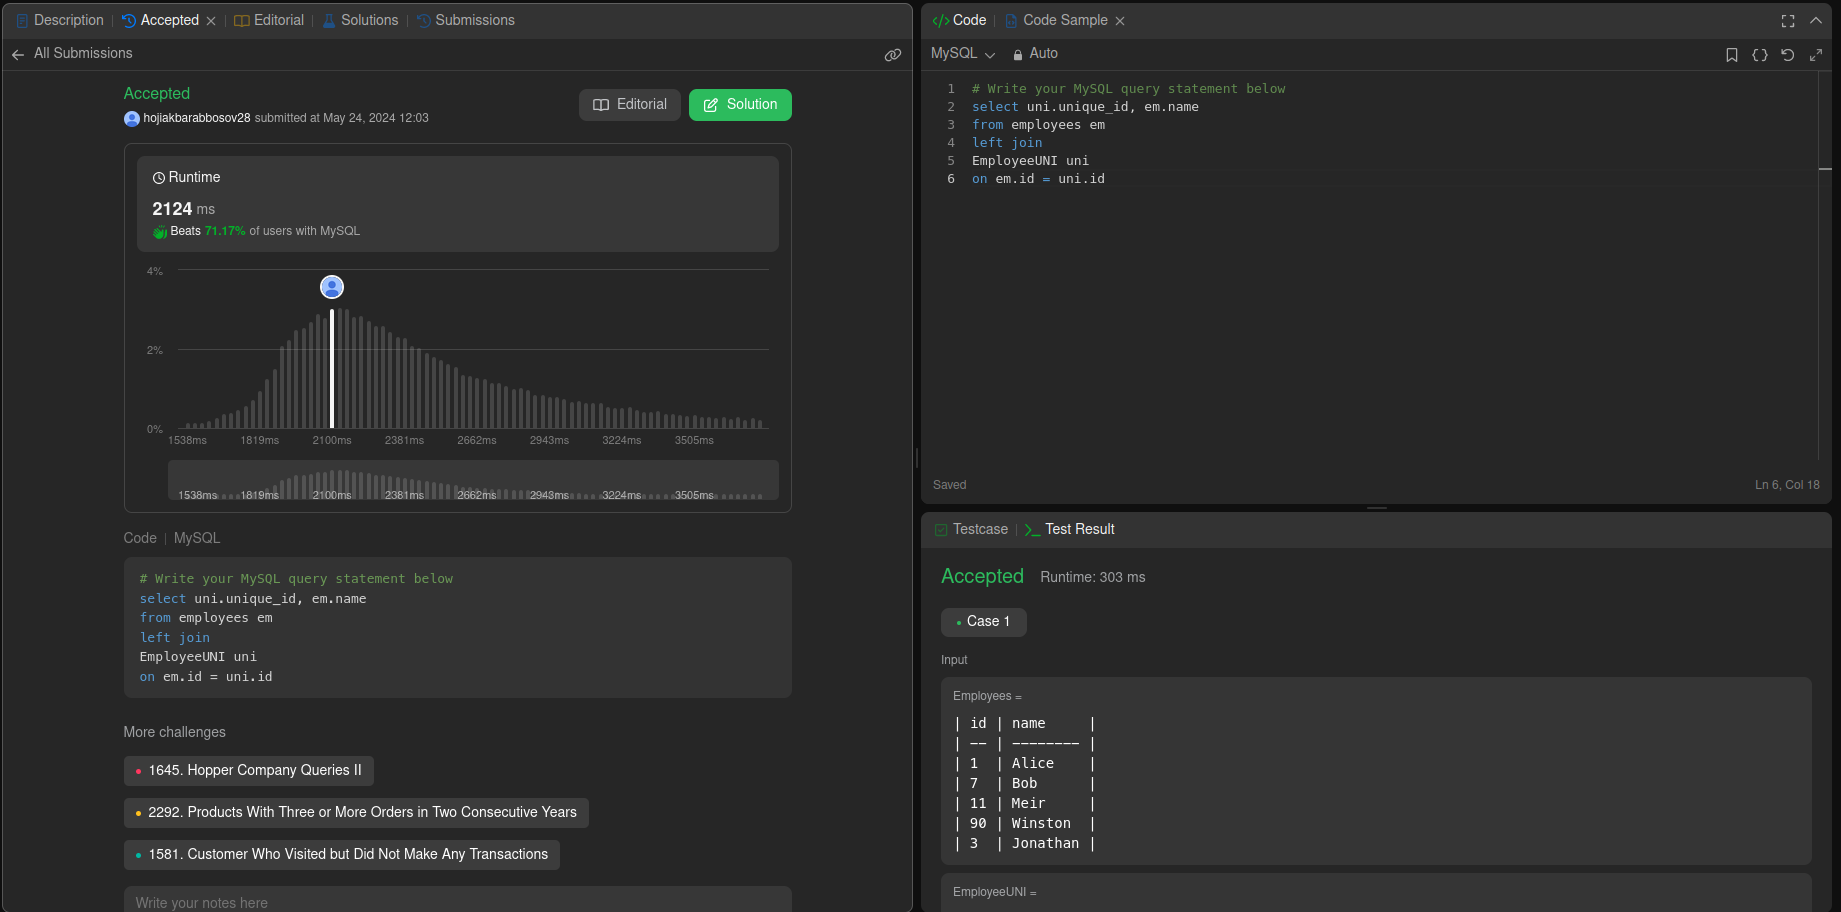 Description
Accepted
Editorial
Solutions
Submissions
All Submissions
Accepted
hojiakbarabbosov28 submitted at May 24, 2024 12:03
Editorial
Solution
Runtime
2124 ms
Beats 71.17% of users with MySQL
4%
2%
0%
1538ms 1819ms 2100ms 2381ms 2662ms 2943ms 3224ms 3505ms
1538ms 1819ms 2100ms 2381ms 2662ms 2943ms 3224ms 3505ms
Code | MySQL
# Write your MySQL query statement below
select uni.unique_id, em.name
from employees em
left join
EmployeeUNI uni
on em.id = uni.id
More challenges
1645. Hopper Company Queries II
2292. Products With Three or More Orders in Two Consecutive Years
1581. Customer Who Visited but Did Not Make Any Transactions
Write your notes here
</> Code
Code Sample
MySQL
Auto
1 # Write your MySQL query statement below
2 select uni.unique_id, em.name
3 from employees em
4 left join
5 EmployeeUNI uni
6 on em.id = uni.id
Saved
Ln 6, Col 18
Testcase
>_ Test Result
Accepted Runtime: 303 ms
• Case 1
Input
Employees =
| id | name     |
| -- | -------- |
| 1  | Alice    |
| 7  | Bob      |
| 11 | Meir     |
| 90 | Winston  |
| 3  | Jonathan |
EmployeeUNI =